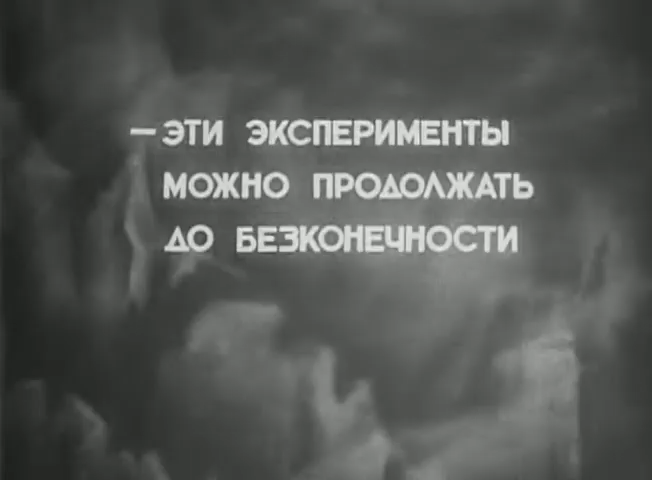 — ЭТИ ЭКСПЕРИМЕНТЫ
МОЖНО ПРОДОЛЖАТЬ
ДО БЕЗКОНЕЧНОСТИ